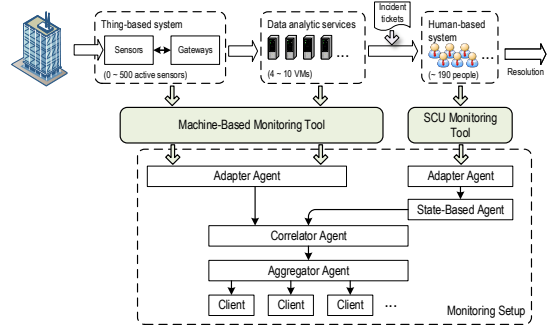 Thing-based system
Sensors
Gateways
(0 ~ 500 active sensors)
Data analytic services
...
(4 ~ 10 VMs)
Incident
tickets
Human-based
system
...
(~ 190 people)
Resolution
Machine-Based Monitoring Tool
SCU Monitoring
Tool
Adapter Agent
Adapter Agent
State-Based Agent
Correlator Agent
Aggregator Agent
Client
Client
Client
...
Monitoring Setup